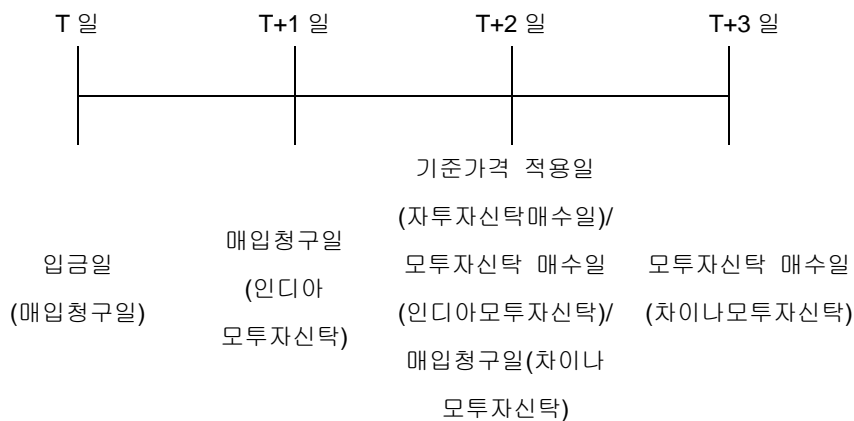 T 일 T+1 일 T+2 일 T+3 일
입금일
(매입청구일)
매입청구일
(인디아
모투자신탁)
기준가격 적용일
(자투자신탁매수일)/
모투자신탁 매수일
(인디아모투자신탁)/
매입청구일(차이나
모투자신탁)
모투자신탁 매수일
(차이나모투자신탁)